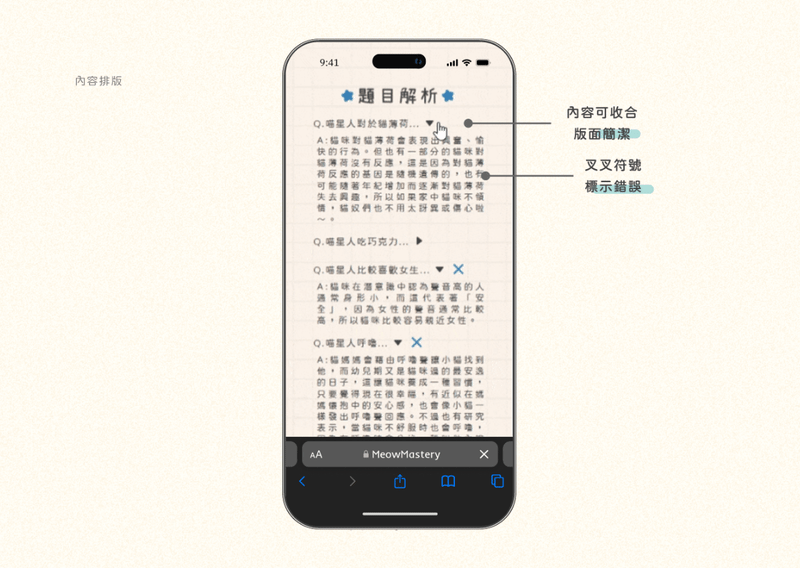 內容排版
9:41
題目解析
Q.喵星人對於貓薄荷...
A:貓咪對貓薄荷會表現出興奮、愉
快的行為。但也有一部分的貓咪對
貓薄荷沒有反應，這是因為對貓薄
荷反應的基因是隨機遺傳的，也有
可能隨著年紀增加而逐漸對貓薄荷
失去興趣，所以如果家中貓咪不領
情，貓奴們也不用太訝異或傷心啦
～。
Q.喵星人吃巧克力...
Q.喵星人比較喜歡女生...
A:貓咪在潛意識中認為聲音高的人
通常身形小，而這代表著「安
全」，因為女性的聲音通常比較
高，所以貓咪比較容易親近女性。
Q.喵星人呼嚕...
A:貓媽媽會藉由呼嚕聲讓小貓找到
他，而幼兒期又是貓咪過的最安逸
的日子，這讓貓咪養成一種習慣，
只要覺得現在很幸福，有近似在媽
媽懷抱中的安心感，也會像小貓一
樣發出呼嚕聲回應。不過也有研究
表示，當貓咪不舒服時也會呼嚕，
AA
MeowMastery
內容可收合
版面簡潔
叉叉符號
標示錯誤